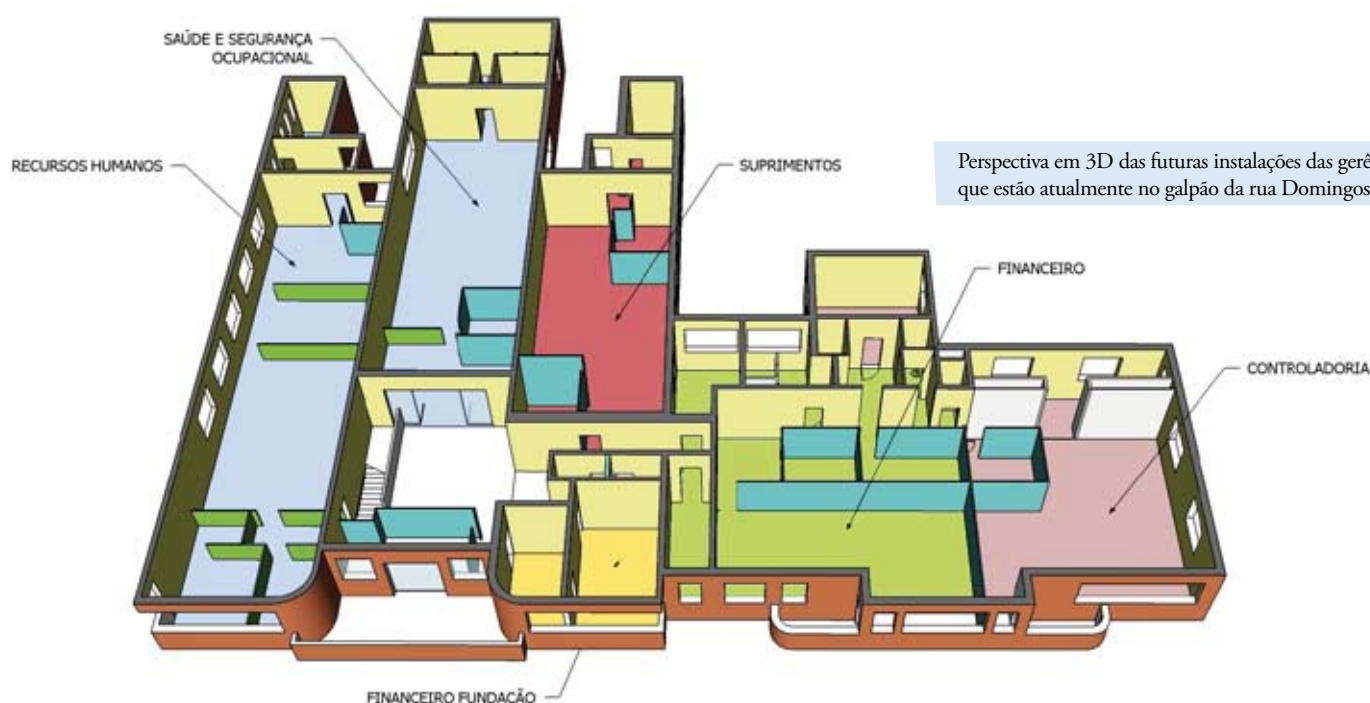 SAÚDE E SEGURANÇA
OCUPACIONAL
RECURSOS HUMANOS
SUPRIMENTOS
Perspectiva em 3D das futuras instalações das
que estão atualmente no galpão da rua Domingos
FINANCEIRO
CONTROLADORIA
FINANCEIRO FUNDAÇÃO